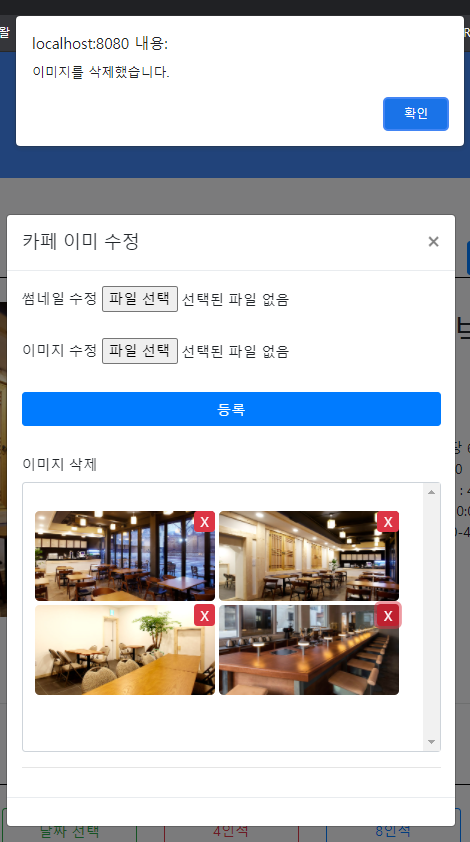 localhost:8080 내용:
이미지를 삭제했습니다.
확인
카페 이미 수정
×
썸네일 수정 파일 선택 선택된 파일 없음
이미지 수정 파일 선택 선택된 파일 없음
등록
이미지 삭제
X X
X X
날짜 선택 4인석 8인석